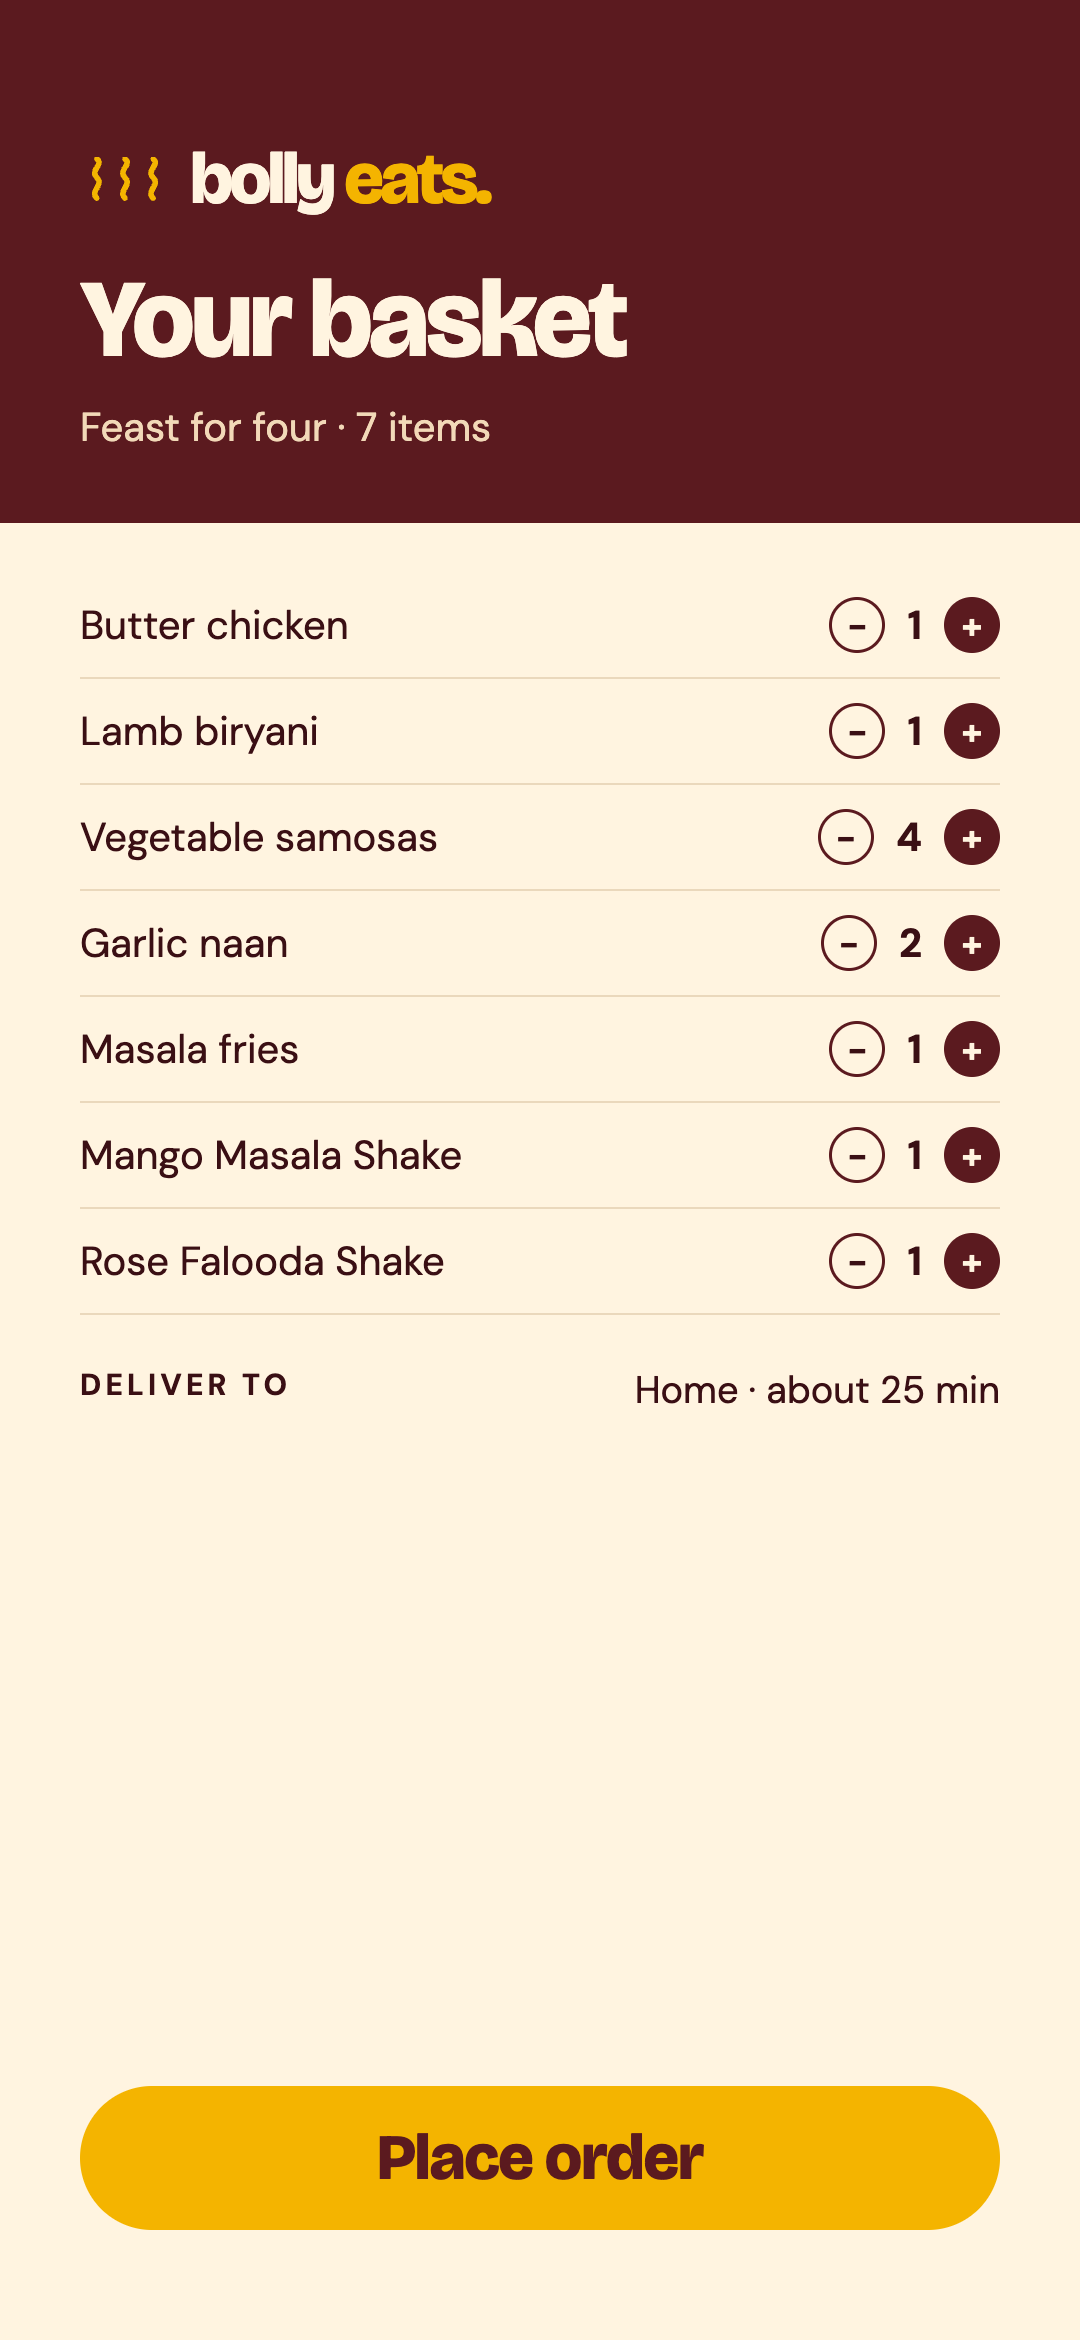 bolly eats.
Your basket
Feast for four · 7 items
Butter chicken − 1 +
Lamb biryani − 1 +
Vegetable samosas − 4 +
Garlic naan − 2 +
Masala fries − 1 +
Mango Masala Shake − 1 +
Rose Falooda Shake − 1 +
DELIVER TO Home · about 25 min
Place order